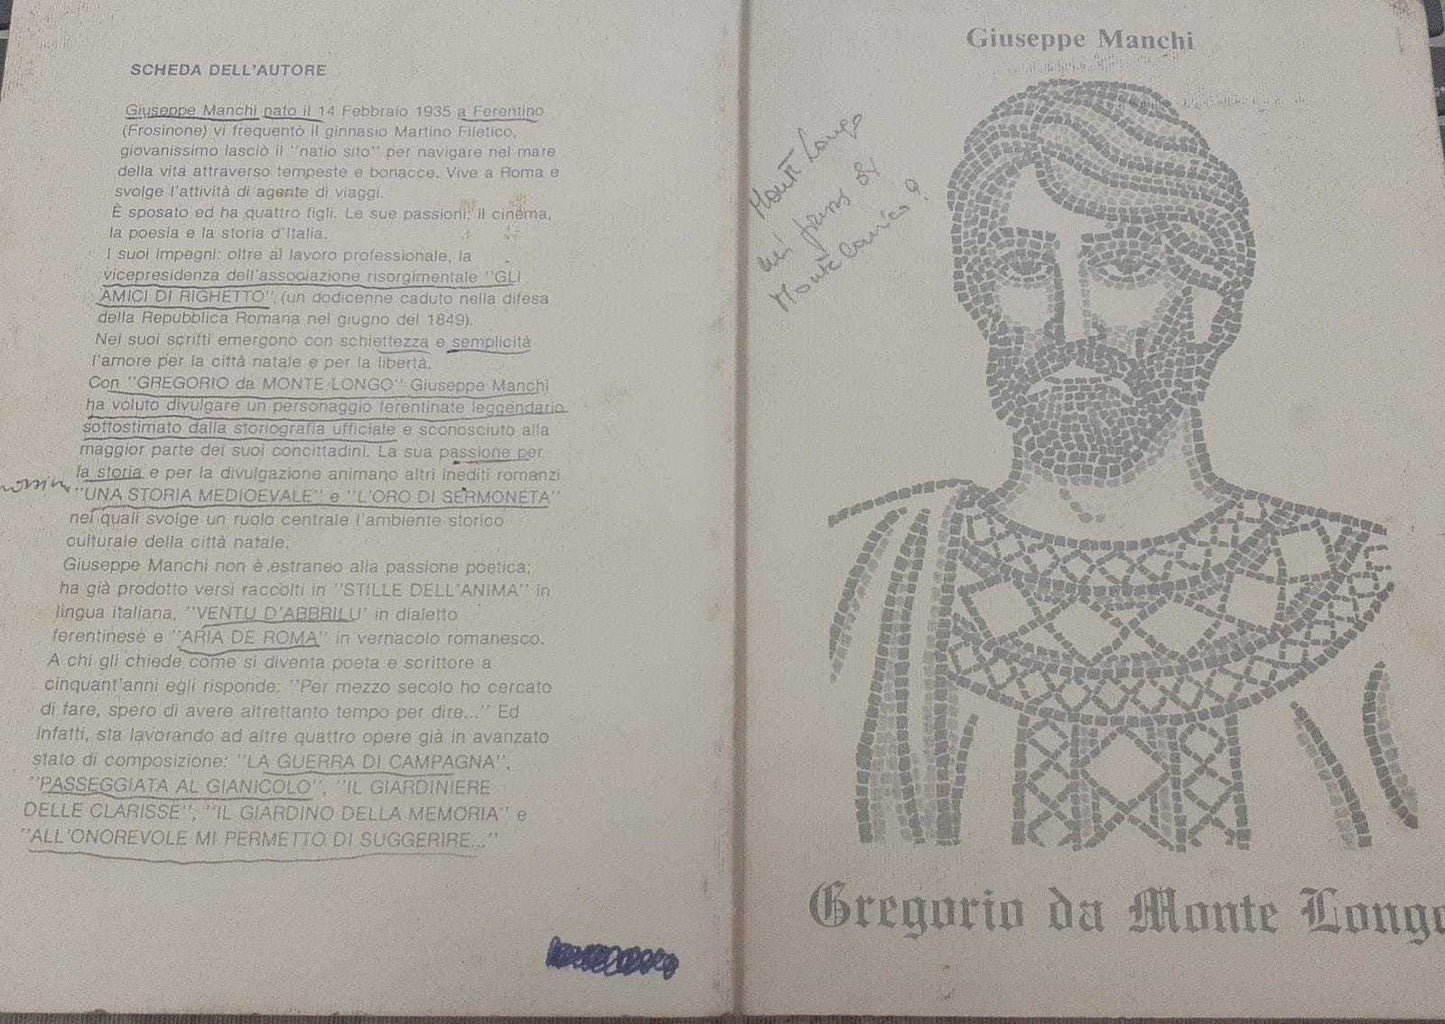 SCHEDA DELL'AUTORE
Giuseppe Manchi nato il 14 Febbraio 1935 a Ferentino
(Frosinone) vi frequentò il ginnasio Martino Filetico,
giovanissimo lasciò il "natio sito" per navigare nel mare
della vita attraverso tempeste e bonacce. Vive a Roma e
svolge l'attività di agente di viaggi.
È sposato ed ha quattro figli. Le sue passioni: il cinema,
la poesia e la storia d'Italia.
I suoi impegni: oltre al lavoro professionale, la
vicepresidenza dell'associazione risorgimentale "GLI
AMICI DI RIGHETTO", (un dodicenne caduto nella difesa
della Repubblica Romana nel giugno del 1849).
Nei suoi scritti emergono con schiettezza e semplicità
l'amore per la città natale e per la libertà.
Con "GREGORIO da MONTE LONGO" Giuseppe Manchi
ha voluto divulgare un personaggio ferentinate leggendario
sottostimato dalla storiografia ufficiale e sconosciuto alla
maggior parte dei suoi concittadini. La sua passione per
la storia e per la divulgazione animano altri inediti romanzi
"UNA STORIA MEDIOEVALE" e "L'ORO DI SERMONETA"
nei quali svolge un ruolo centrale l'ambiente storico
culturale della città natale.
Giuseppe Manchi non è estraneo alla passione poetica;
ha già prodotto versi raccolti in "STILLE DELL'ANIMA" in
lingua italiana, "VENTU D'ABBRILU' in dialetto
ferentinese e "ARIA DE ROMA" in vernacolo romanesco.
A chi gli chiede come si diventa poeta e scrittore a
cinquant'anni egli risponde: "Per mezzo secolo ho cercato
di fare, spero di avere altrettanto tempo per dire..." Ed
infatti, sta lavorando ad altre quattro opere già in avanzato
stato di composizione: "LA GUERRA DI CAMPAGNA",
"PASSEGGIATA AL GIANICOLO", "IL GIARDINIERE
DELLE CLARISSE", "IL GIARDINO DELLA MEMORIA" e
"ALL'ONOREVOLE MI PERMETTO DI SUGGERIRE..."
Giuseppe Manchi
Monte Longo
Monte
Gregorio da Monte Longo